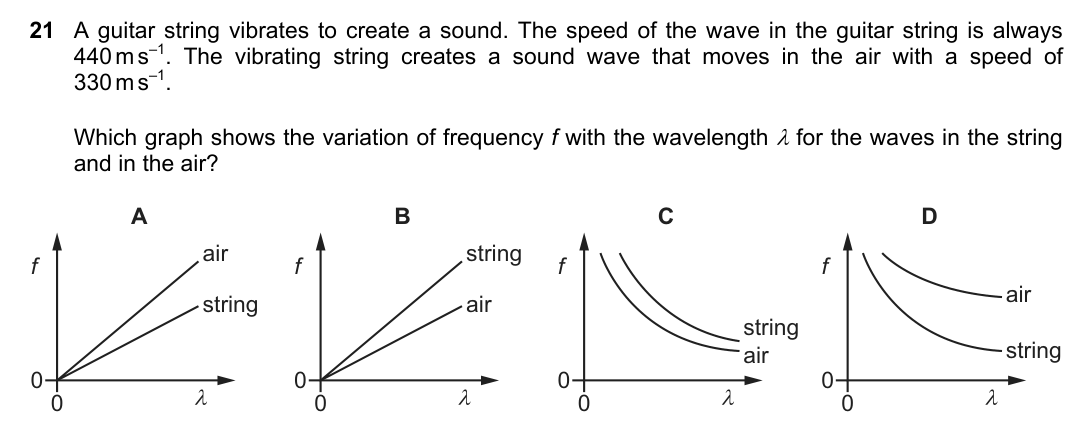 21 A guitar string vibrates to create a sound. The speed of the wave in the guitar string is always
440 m s⁻¹. The vibrating string creates a sound wave that moves in the air with a speed of
330 m s⁻¹.
Which graph shows the variation of frequency f with the wavelength λ for the waves in the string
and in the air?
A
f
air
string
0
0
λ
B
f
string
air
0
0
λ
C
f
string
air
0
0
λ
D
f
air
string
0
0
λ